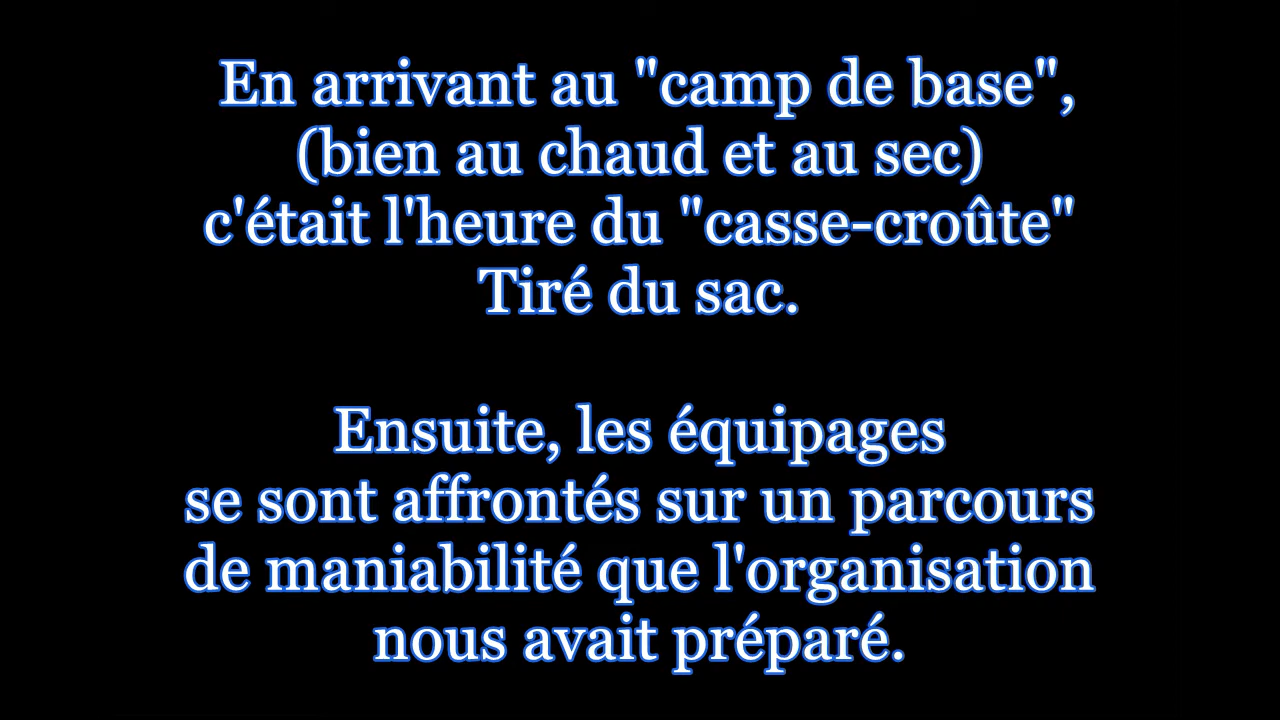 En arrivant au "camp de base",
(bien au chaud et au sec)
c'était l'heure du "casse-croûte"
Tiré du sac.
Ensuite, les équipages
se sont affrontés sur un parcours
de maniabilité que l'organisation
nous avait préparé.